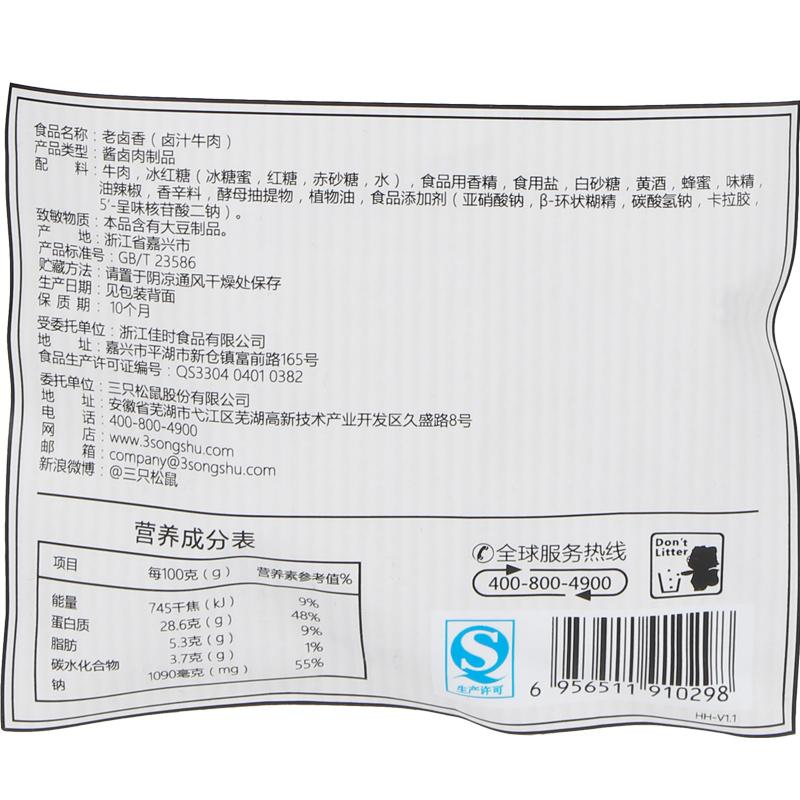 食品名称：老卤香（卤汁牛肉）
产品类型：酱卤肉制品
配 料：牛肉，冰红糖（冰糖蜜，红糖，赤砂糖，水），食品用香精，食用盐，白砂糖，黄酒，蜂蜜，味精，
油辣椒，香辛料，酵母抽提物，植物油，食品添加剂（亚硝酸钠，β-环状糊精，碳酸氢钠，卡拉胶，
5'-呈味核苷酸二钠）。
致敏物质：本品含有大豆制品。
产 地：浙江省嘉兴市
产品标准号：GB/T 23586
贮藏方法：请置于阴凉通风干燥处保存
生产日期：见包装背面
保质期：10个月
受委托单位：浙江佳时食品有限公司
地 址：嘉兴市平湖市新仓镇富前路165号
食品生产许可证编号：QS3304 0401 0382
委托单位：三只松鼠股份有限公司
地 址：安徽省芜湖市弋江区芜湖高新技术产业开发区久盛路8号
电 话：400-800-4900
网 店：www.3songshu.com
邮 箱：company@3songshu.com
新浪微博：@三只松鼠
营养成分表
项目 每100克（g） 营养素参考值%
能量 745千焦（kJ） 9%
蛋白质 28.6克（g） 48%
脂肪 5.3克（g） 9%
碳水化合物 3.7克（g） 1%
钠 1090毫克（mg） 55%
全球服务热线
400-800-4900
Don't
Litter
生产许可
6 956511 910298
HH-V1.1